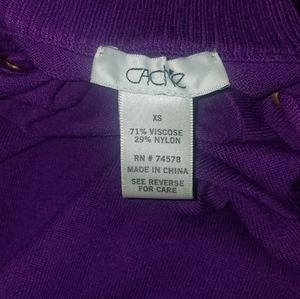 CACHE
XS
71% VISCOSE
29% NYLON
RN # 74578
MADE IN CHINA
SEE REVERSE
FOR CARE